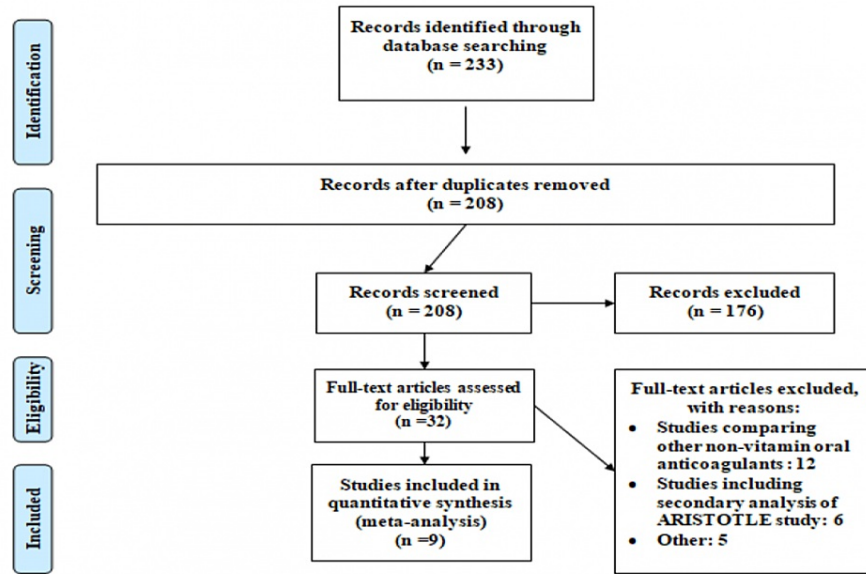 Identification
Records identified through
database searching
(n = 233)
Records after duplicates removed
(n = 208)
Screening
Records screened
(n = 208)
Records excluded
(n = 176)
Eligibility
Full-text articles assessed
for eligibility
(n =32)
Full-text articles excluded,
with reasons:
• Studies comparing
other non-vitamin oral
anticoagulants : 12
• Studies including
secondary analysis of
ARISTOTLE study: 6
• Other: 5
Included
Studies included in
quantitative synthesis
(meta-analysis)
(n =9)